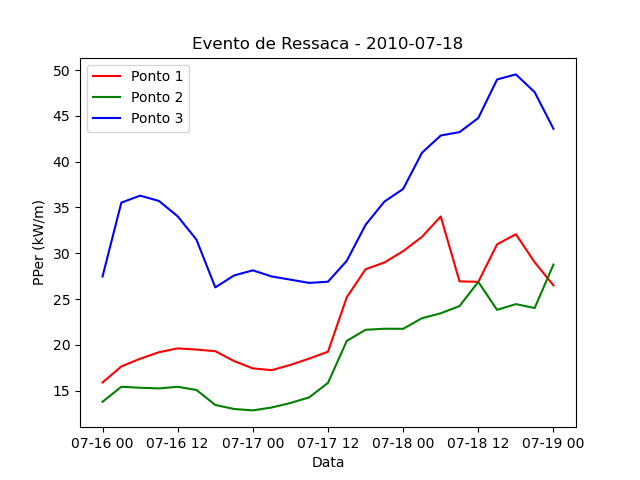 Evento de Ressaca - 2010-07-18
Ponto 1
Ponto 2
Ponto 3
PPer (kW/m)
50
45
40
35
30
25
20
15
07-16 00 07-16 12 07-17 00 07-17 12 07-18 00 07-18 12 07-19 00
Data